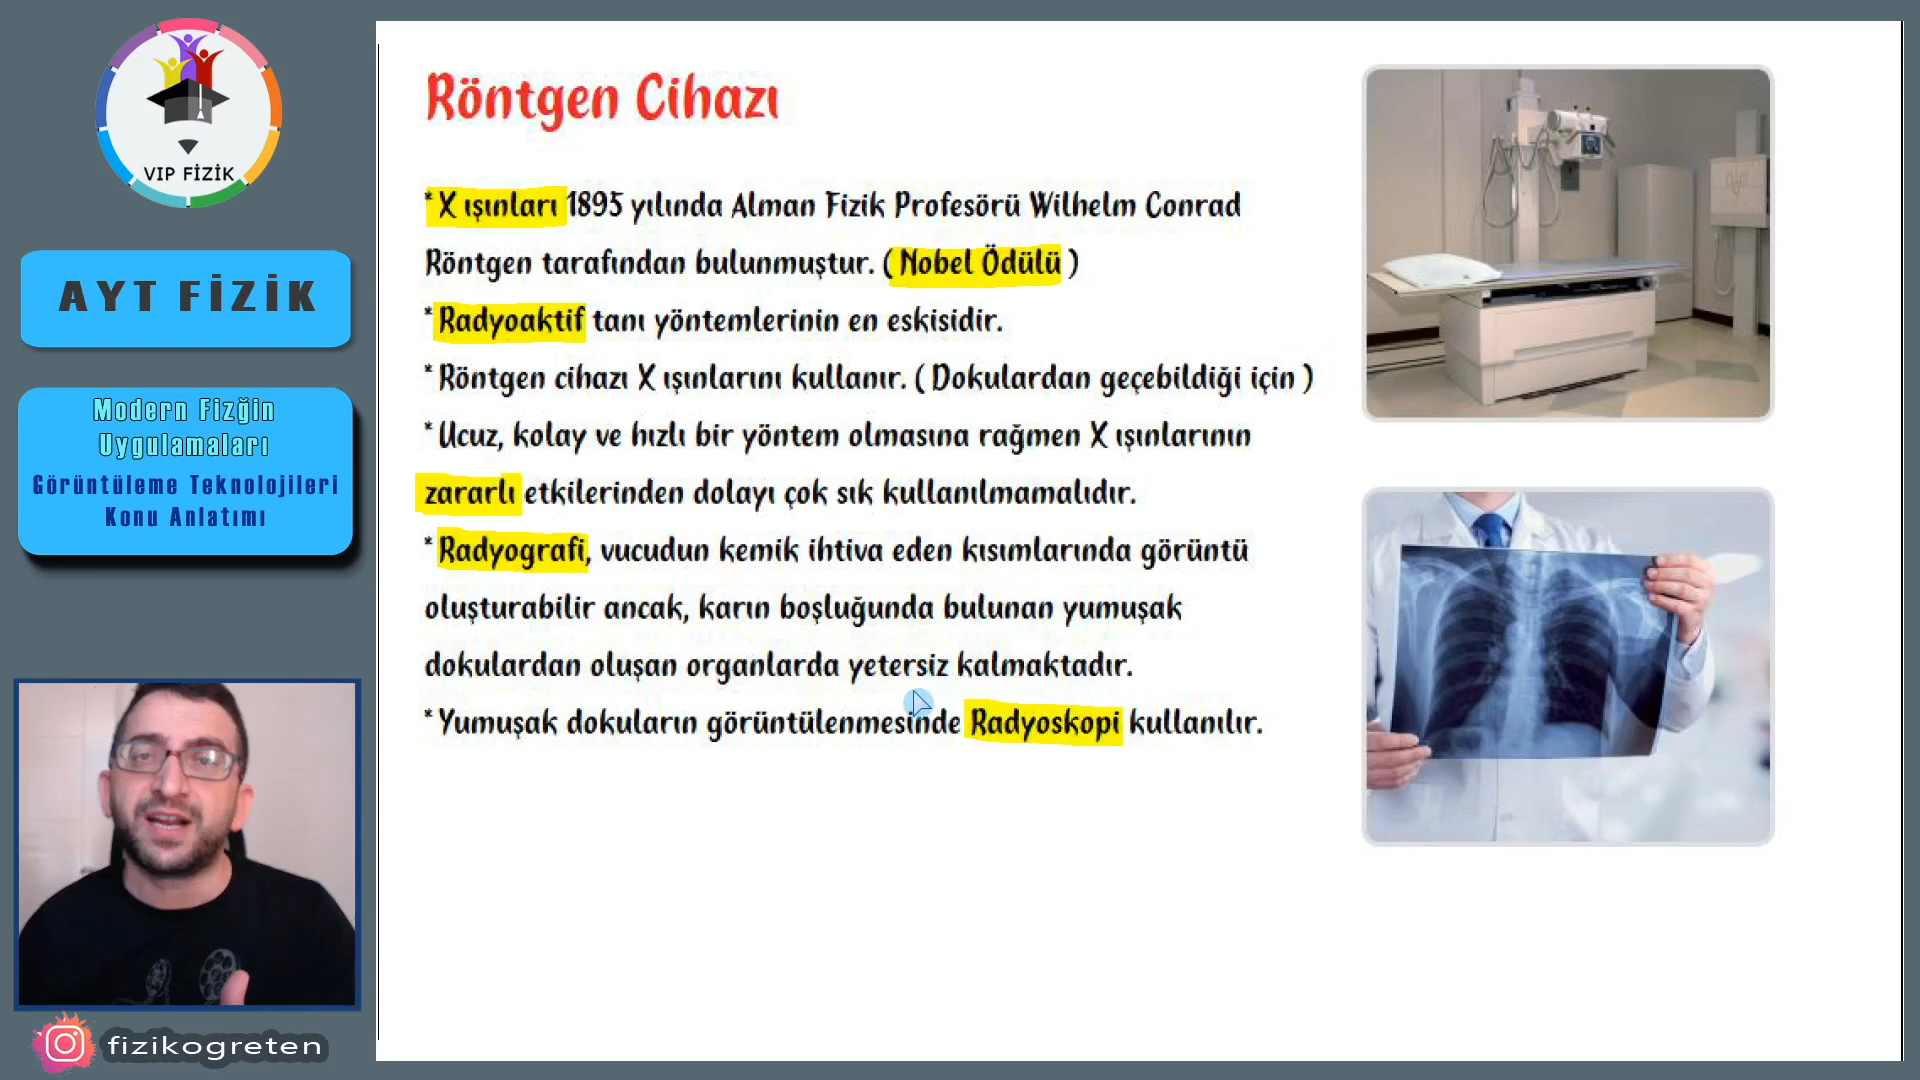 VIP FİZİK
AYT FİZİK
Modern Fizğin
Uygulamaları
Görüntüleme Teknolojileri
Konu Anlatımı
Röntgen Cihazı
* X ışınları 1895 yılında Alman Fizik Profesörü Wilhelm Conrad
Röntgen tarafından bulunmuştur. ( Nobel Ödülü )
* Radyoaktif tanı yöntemlerinin en eskisidir.
* Röntgen cihazı X ışınlarını kullanır. ( Dokulardan geçebildiği için )
* Ucuz, kolay ve hızlı bir yöntem olmasına rağmen X ışınlarının
zararlı etkilerinden dolayı çok sık kullanılmamalıdır.
* Radyografi, vucudun kemik ihtiva eden kısımlarında görüntü
oluşturabilir ancak, karın boşluğunda bulunan yumuşak
dokulardan oluşan organlarda yetersiz kalmaktadır.
* Yumuşak dokuların görüntülenmesinde Radyoskopi kullanılır.
fizikogreten